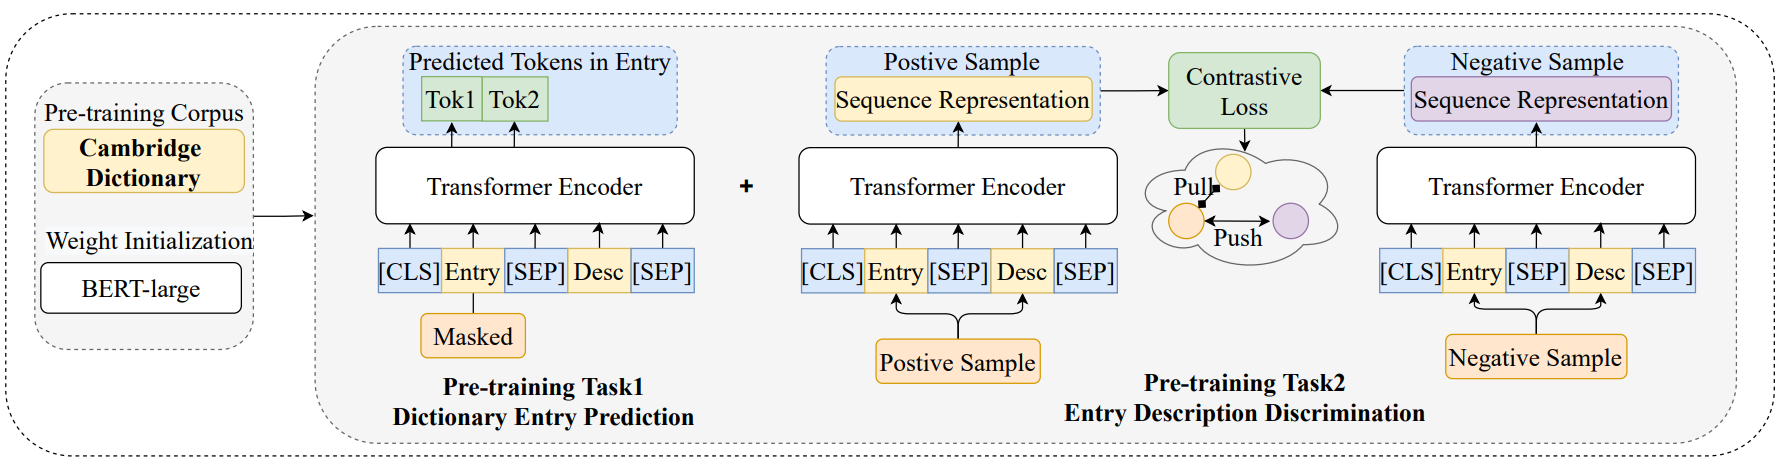 Pre-training Corpus
Cambridge
Dictionary
Weight Initialization
BERT-large
Predicted Tokens in Entry
Tok1 Tok2
Transformer Encoder
[CLS] Entry [SEP] Desc [SEP]
Masked
Pre-training Task1
Dictionary Entry Prediction
+
Postive Sample
Sequence Representation
Transformer Encoder
[CLS] Entry [SEP] Desc [SEP]
Postive Sample
Contrastive
Loss
Pull
Push
Negative Sample
Sequence Representation
Transformer Encoder
[CLS] Entry [SEP] Desc [SEP]
Negative Sample
Pre-training Task2
Entry Description Discrimination